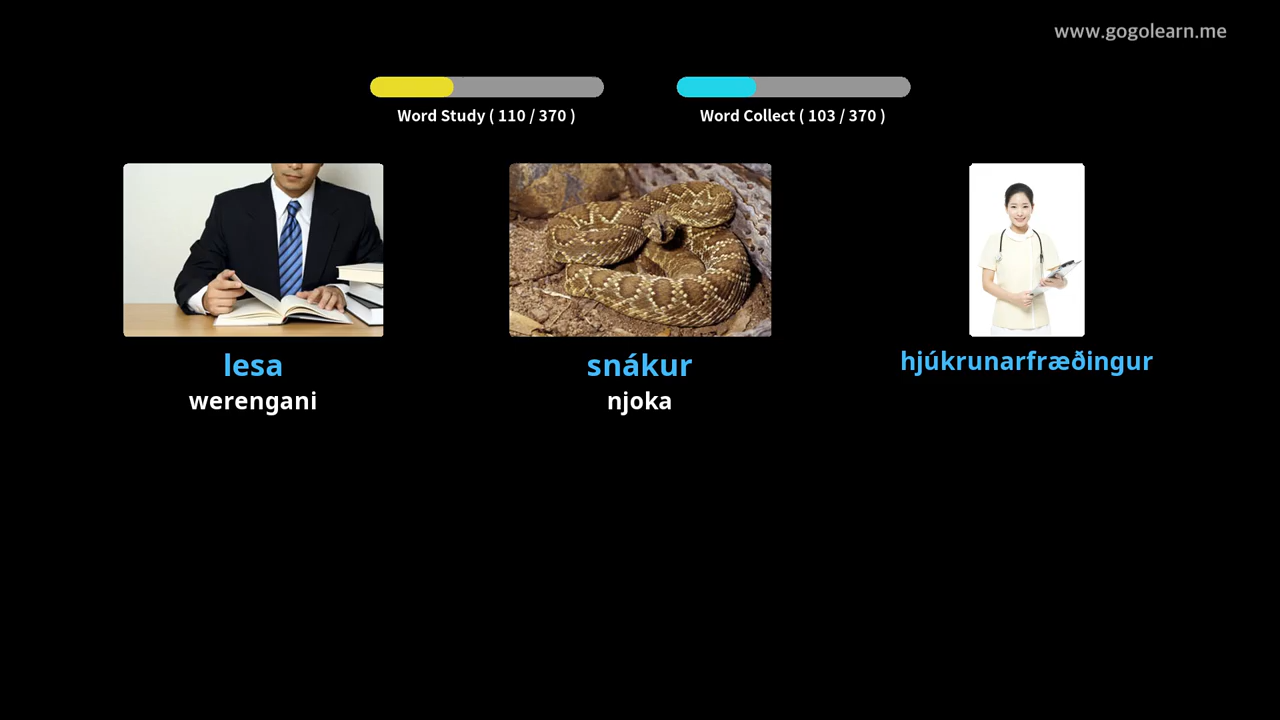 www.gogolearn.me
Word Study ( 110 / 370 )
Word Collect ( 103 / 370 )
lesa
werengani
snákur
njoka
hjúkrunarfræðingur